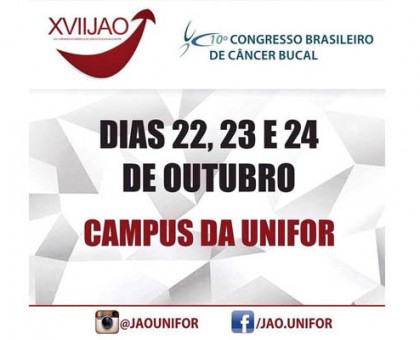 XVIIJAO
10º CONGRESSO BRASILEIRO
DE CÂNCER BUCAL
DIAS 22, 23 E 24
DE OUTUBRO
CAMPUS DA UNIFOR
@JAOUNIFOR
/JAO.UNIFOR